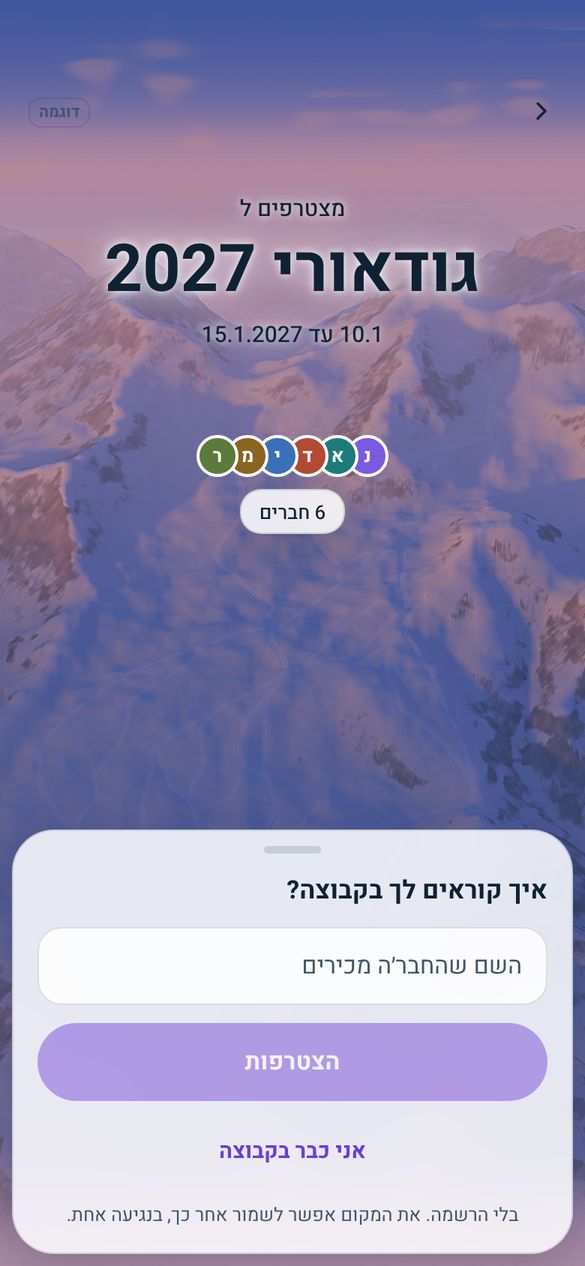 דוגמה
מצטרפים ל
גודאורי 2027
10.1 עד 15.1.2027
נ
א
ד
י
מ
ר
6 חברים
איך קוראים לך בקבוצה?
השם שהחבר׳ה מכירים
הצטרפות
אני כבר בקבוצה
בלי הרשמה. את המקום אפשר לשמור אחר כך, בנגיעה אחת.